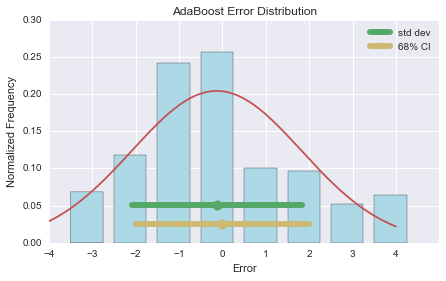 AdaBoost Error Distribution
0.30
0.25
0.20
0.15
0.10
0.05
0.00
Normalized Frequency
std dev
68% CI
−4 −3 −2 −1 0 1 2 3 4
Error